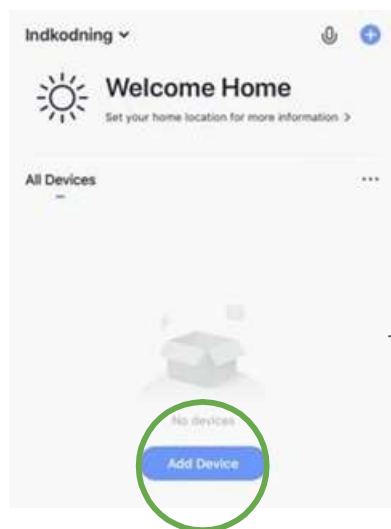 Indkodning
Welcome Home
Set your home location for more information >
All Devices
...
No devices
Add Device